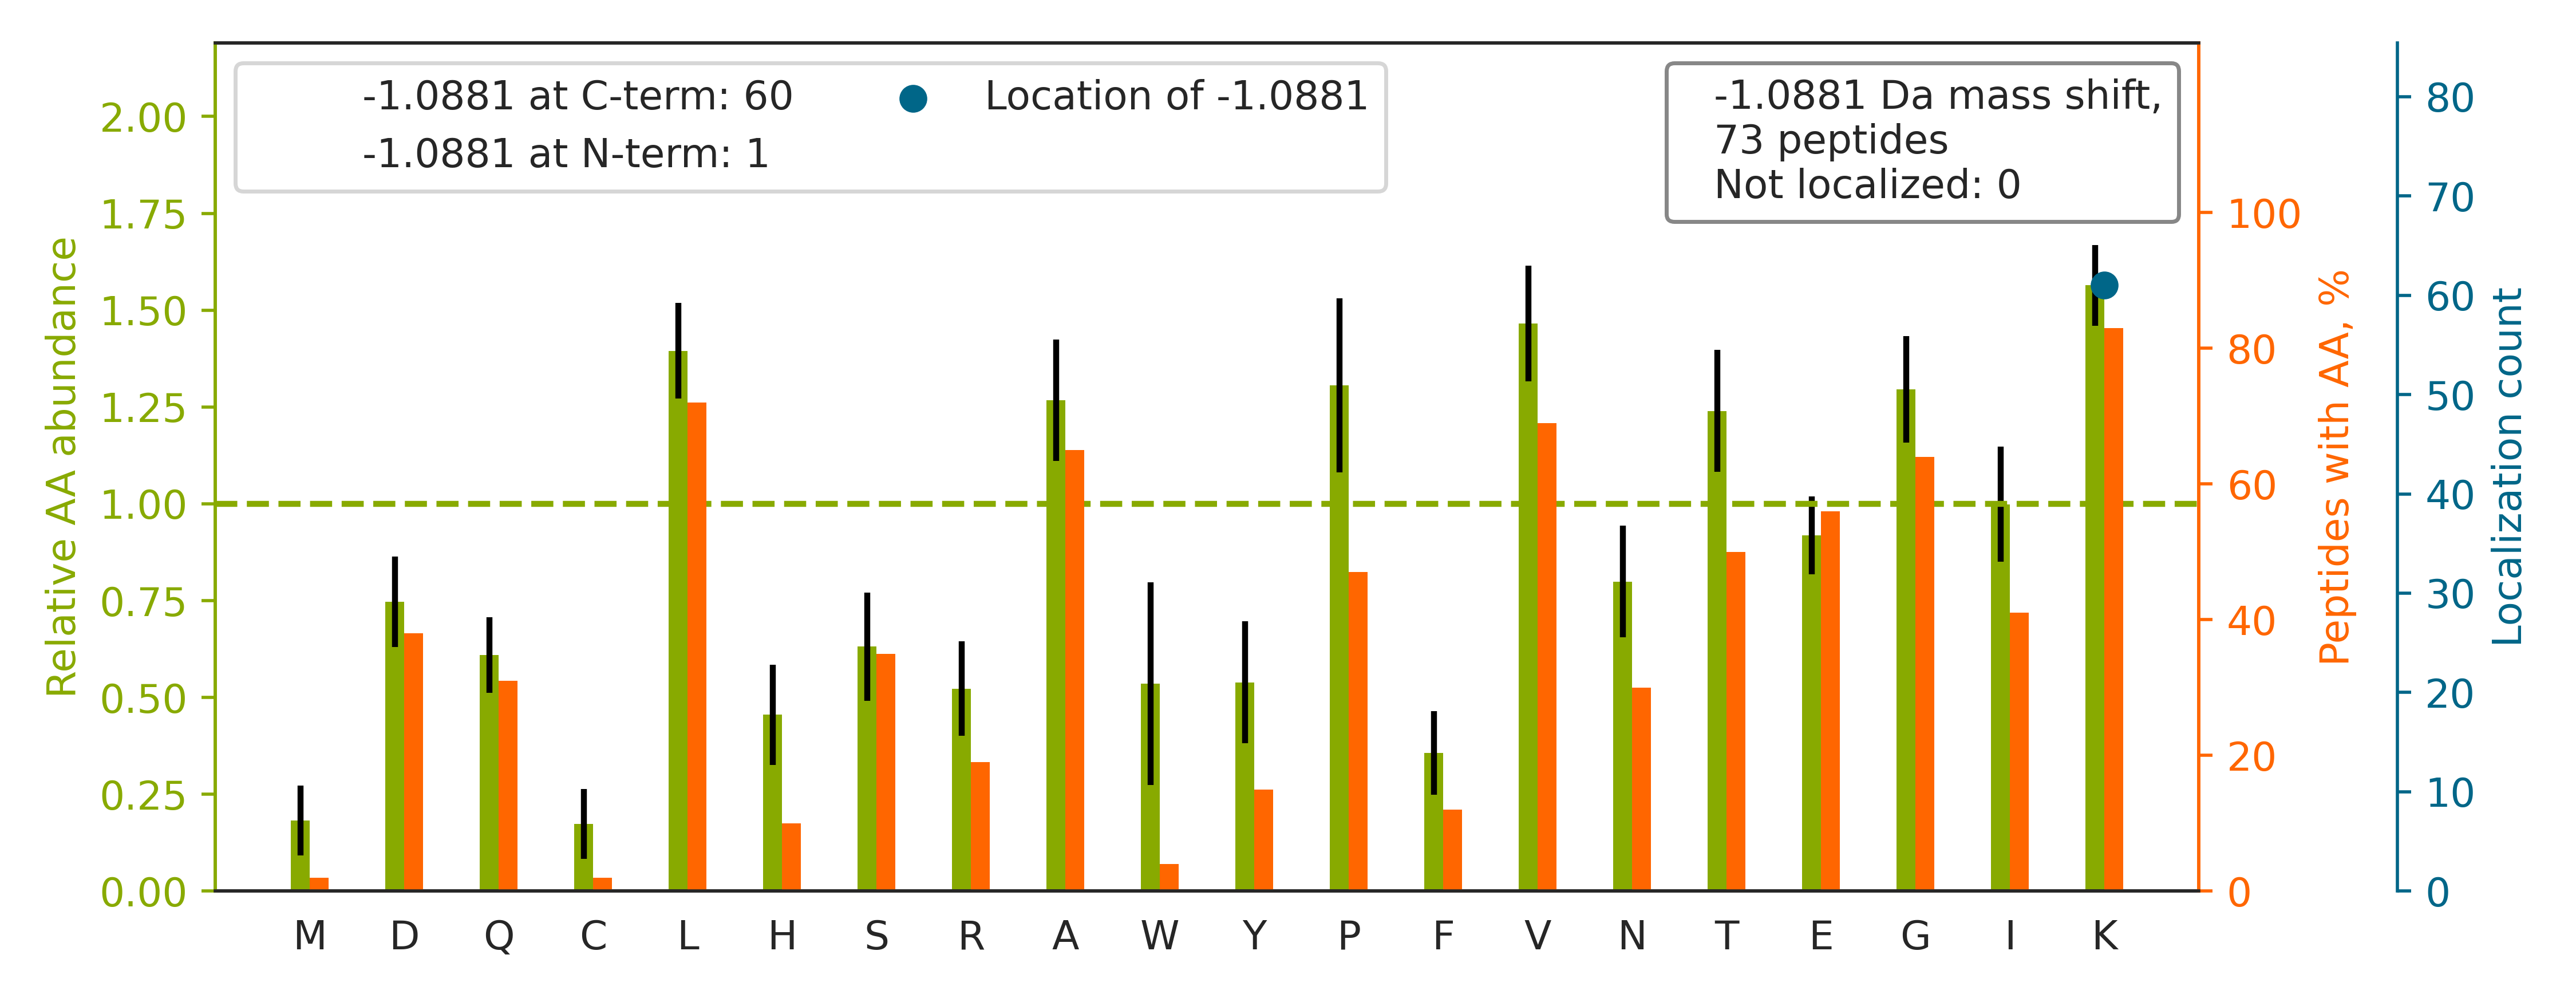 -1.0881 at C-term: 60
-1.0881 at N-term: 1
Location of -1.0881
-1.0881 Da mass shift,
73 peptides
Not localized: 0
Relative AA abundance
2.00
1.75
1.50
1.25
1.00
0.75
0.50
0.25
0.00
M D Q C L H S R A W Y P F V N T E G I K
100
80
60
40
20
0
Peptides with AA, %
80
70
60
50
40
30
20
10
0
Localization count